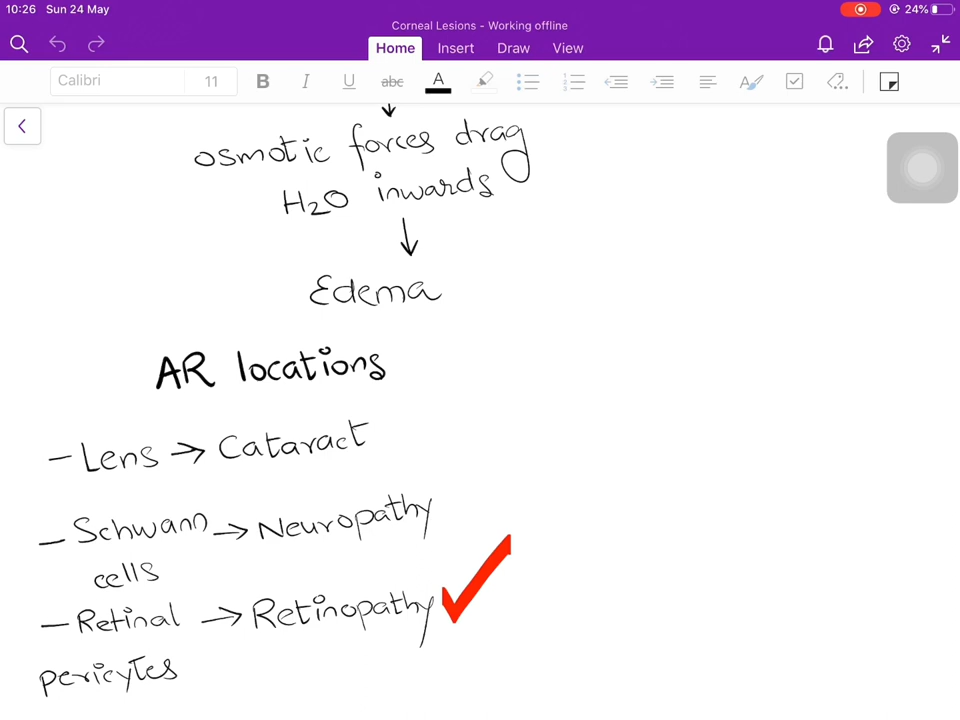 10:26 Sun 24 May 24%
Corneal Lesions - Working offline
Home Insert Draw View
Calibri 11 B I U abc A
osmotic forces drag
H2O inwards
Edema
AR locations
- Lens → Cataract
- Schwann → Neuropathy
cells
- Retinal → Retinopathy
pericytes